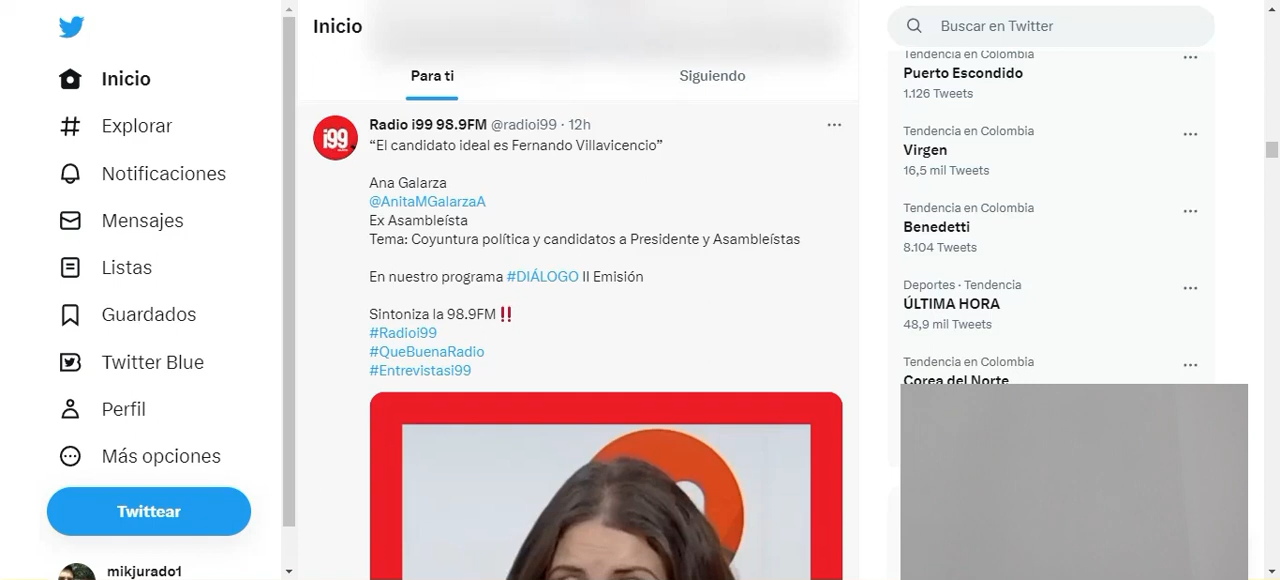 Inicio
Explorar
Notificaciones
Mensajes
Listas
Guardados
Twitter Blue
Perfil
Más opciones
Twittear
mikjurado1
Inicio
Para ti
Siguiendo
i99
Radio i99 98.9FM @radioi99 · 12h
“El candidato ideal es Fernando Villavicencio”
Ana Galarza
@AnitaMGalarzaA
Ex Asambleísta
Tema: Coyuntura política y candidatos a Presidente y Asambleístas
En nuestro programa #DIÁLOGO II Emisión
Sintoniza la 98.9FM ‼️
#Radioi99
#QueBuenaRadio
#Entrevistasi99
Buscar en Twitter
Tendencia en Colombia
Puerto Escondido
1.126 Tweets
Tendencia en Colombia
Virgen
16,5 mil Tweets
Tendencia en Colombia
Benedetti
8.104 Tweets
Deportes · Tendencia
ÚLTIMA HORA
48,9 mil Tweets
Tendencia en Colombia
Corea del Norte